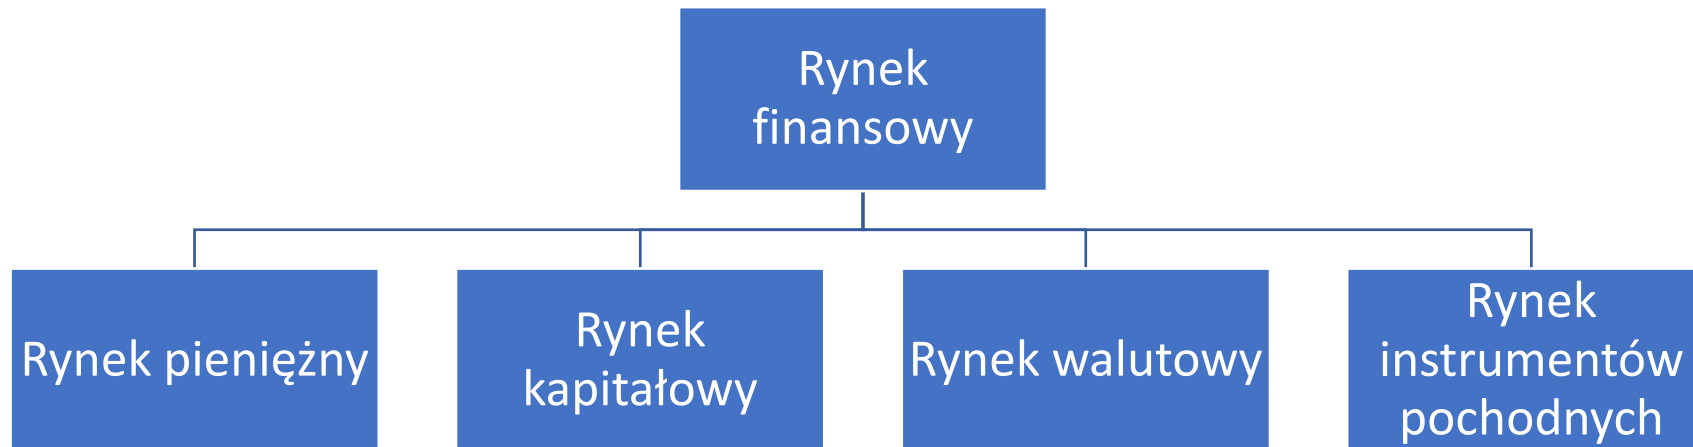 Rynek
finansowy
Rynek pieniężny
Rynek
kapitałowy
Rynek walutowy
Rynek
instrumentów
pochodnych